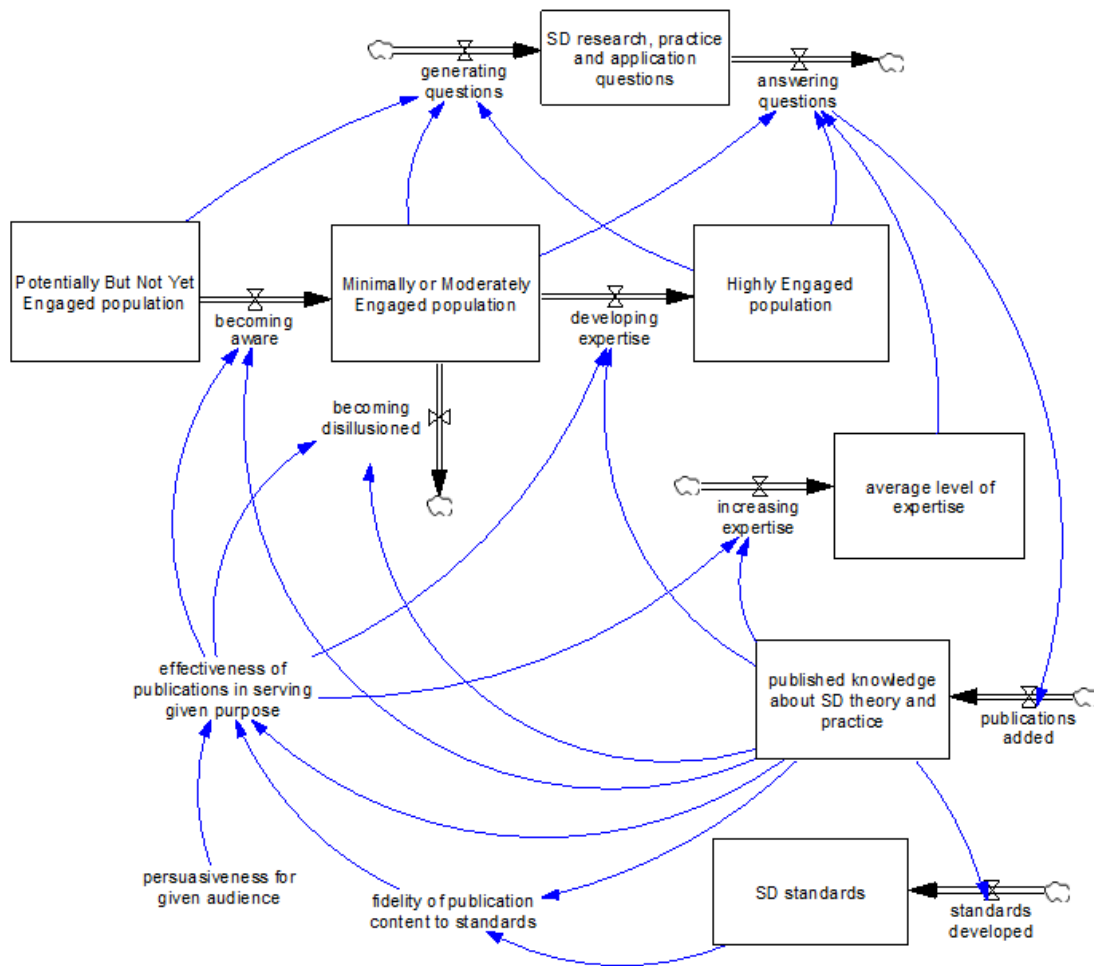 SD research, practice
and application
questions
generating
questions
answering
questions
Potentially But Not Yet
Engaged population
becoming
aware
Minimally or Moderately
Engaged population
developing
expertise
Highly Engaged
population
becoming
disillusioned
increasing
expertise
average level of
expertise
effectiveness of
publications in serving
given purpose
published knowledge
about SD theory and
practice
publications
added
persuasiveness for
given audience
fidelity of publication
content to standards
SD standards
standards
developed